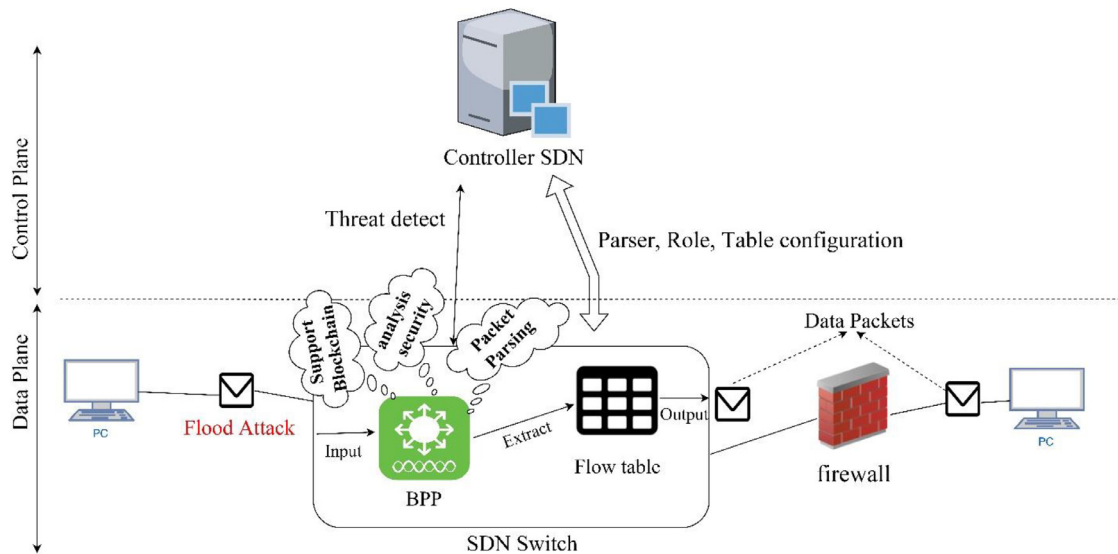 Control Plane
Controller SDN
Threat detect
Parser, Role, Table configuration
Data Plane
Support
Blockchain
analysis
security
Packet
Parsing
Data Packets
PC
Flood Attack
Input
BPP
Extract
Flow table
Output
firewall
PC
SDN Switch